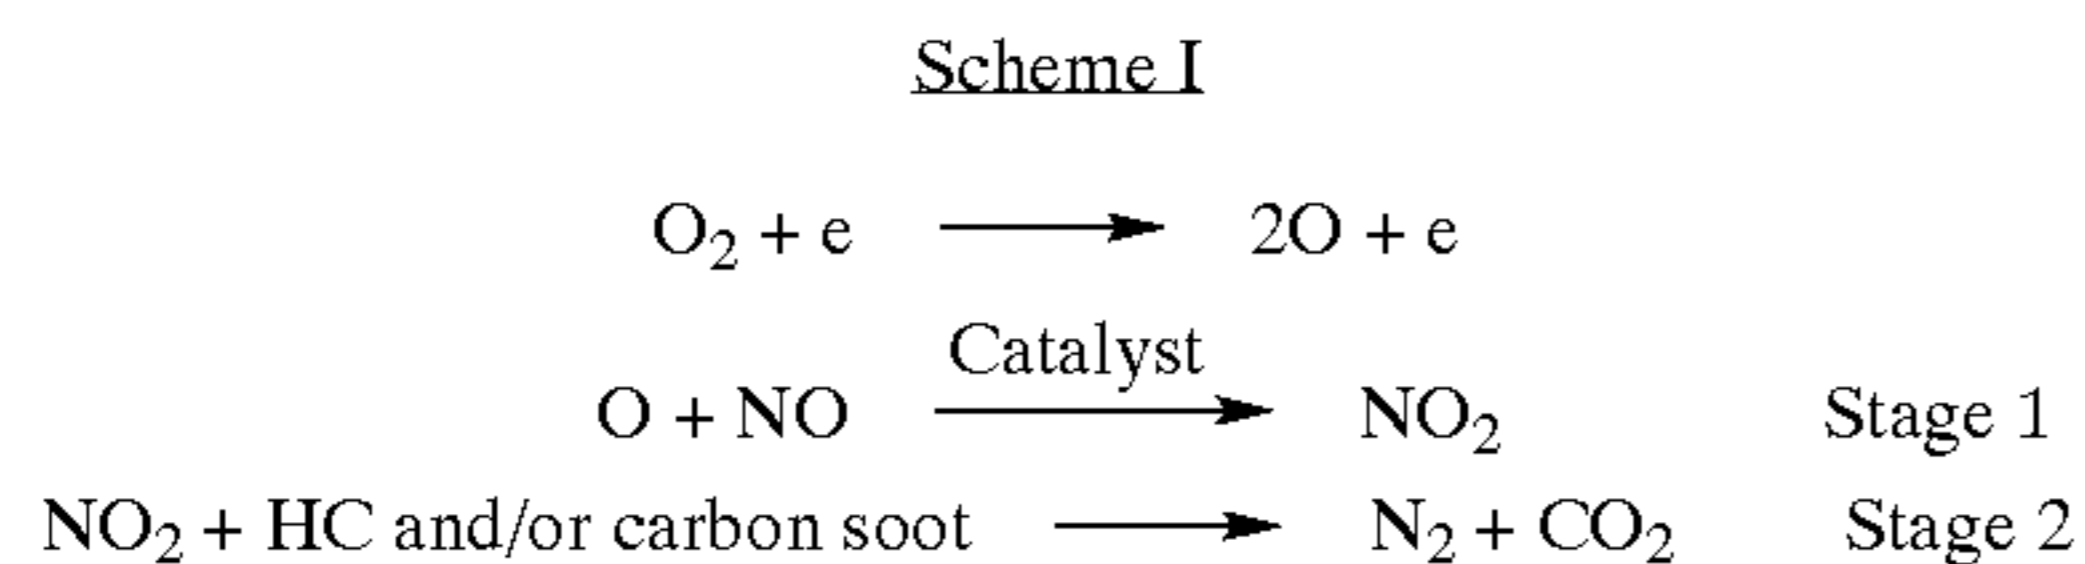 Scheme I
O₂ + e ⟶ 2O + e
Catalyst
O + NO ⟶ NO₂ Stage 1
NO₂ + HC and/or carbon soot ⟶ N₂ + CO₂ Stage 2